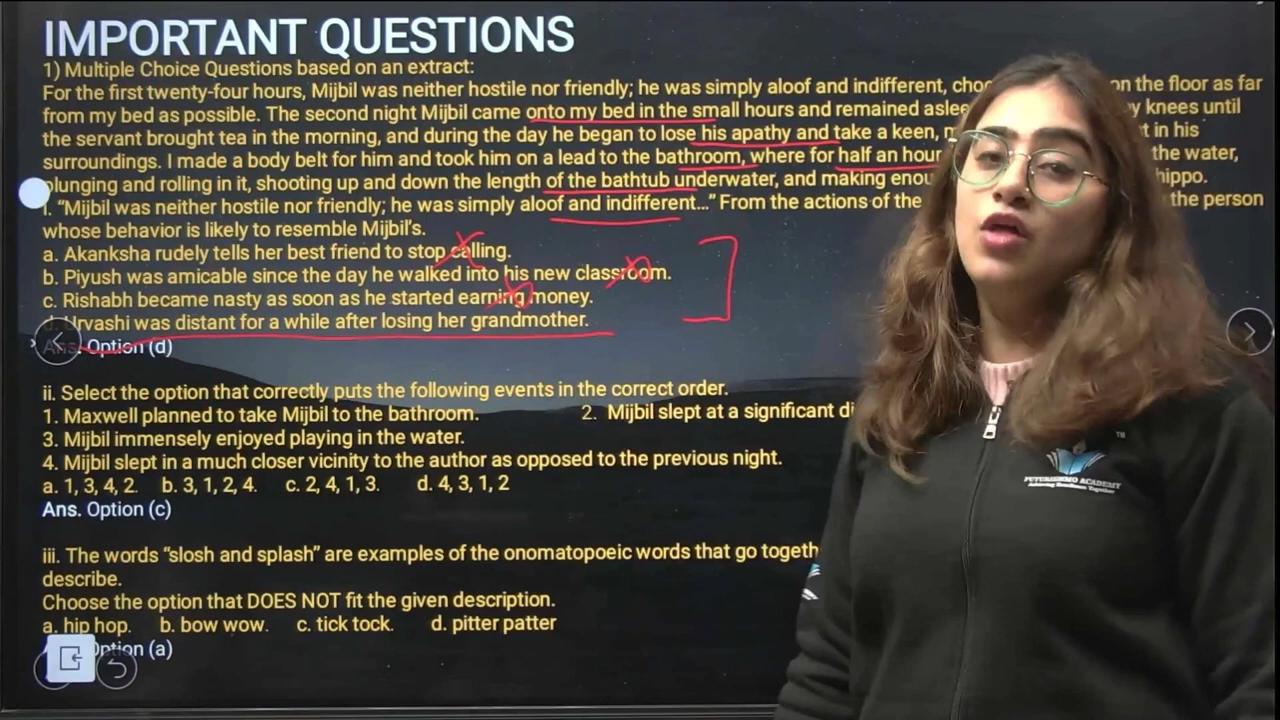 IMPORTANT QUESTIONS
1) Multiple Choice Questions based on an extract:
For the first twenty-four hours, Mijbil was neither hostile nor friendly; he was simply aloof and indifferent, on the floor as far
from my bed as possible. The second night Mijbil came onto my bed in the small hours and remained knees until
the servant brought tea in the morning, and during the day he began to lose his apathy and take a keen, in his
surroundings. I made a body belt for him and took him on a lead to the bathroom, where for half an hour the water,
plunging and rolling in it, shooting up and down the length of the bathtub underwater, and making hippo.
I. “Mijbil was neither hostile nor friendly; he was simply aloof and indifferent...” From the actions of the the person
whose behavior is likely to resemble Mijbil's.
a. Akanksha rudely tells her best friend to stop calling.
b. Piyush was amicable since the day he walked into his new classroom.
c. Rishabh became nasty as soon as he started earning money.
d. Urvashi was distant for a while after losing her grandmother.
Ans. Option (d)
ii. Select the option that correctly puts the following events in the correct order.
1. Maxwell planned to take Mijbil to the bathroom. 2. Mijbil slept at a significant
3. Mijbil immensely enjoyed playing in the water.
4. Mijbil slept in a much closer vicinity to the author as opposed to the previous night.
a. 1, 3, 4, 2. b. 3, 1, 2, 4. c. 2, 4, 1, 3. d. 4, 3, 1, 2
Ans. Option (c)
iii. The words “slosh and splash” are examples of the onomatopoeic words that go
describe.
Choose the option that DOES NOT fit the given description.
a. hip hop. b. bow wow. c. tick tock. d. pitter patter
Option (a)
TM
FUTURISHMO ACADEMY
Achieving Excellence Together